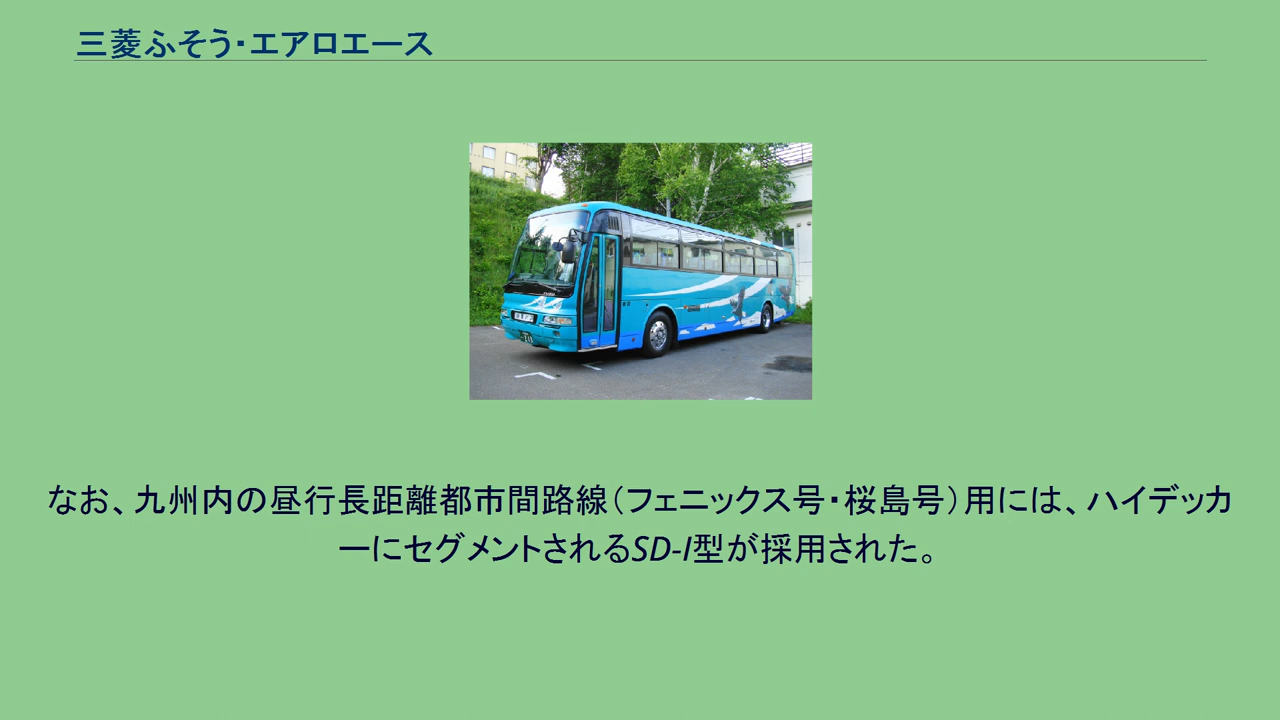 三菱ふそう・エアロエース
なお、九州内の昼行長距離都市間路線（フェニックス号・桜島号）用には、ハイデッカ
ーにセグメントされるSD-I型が採用された。